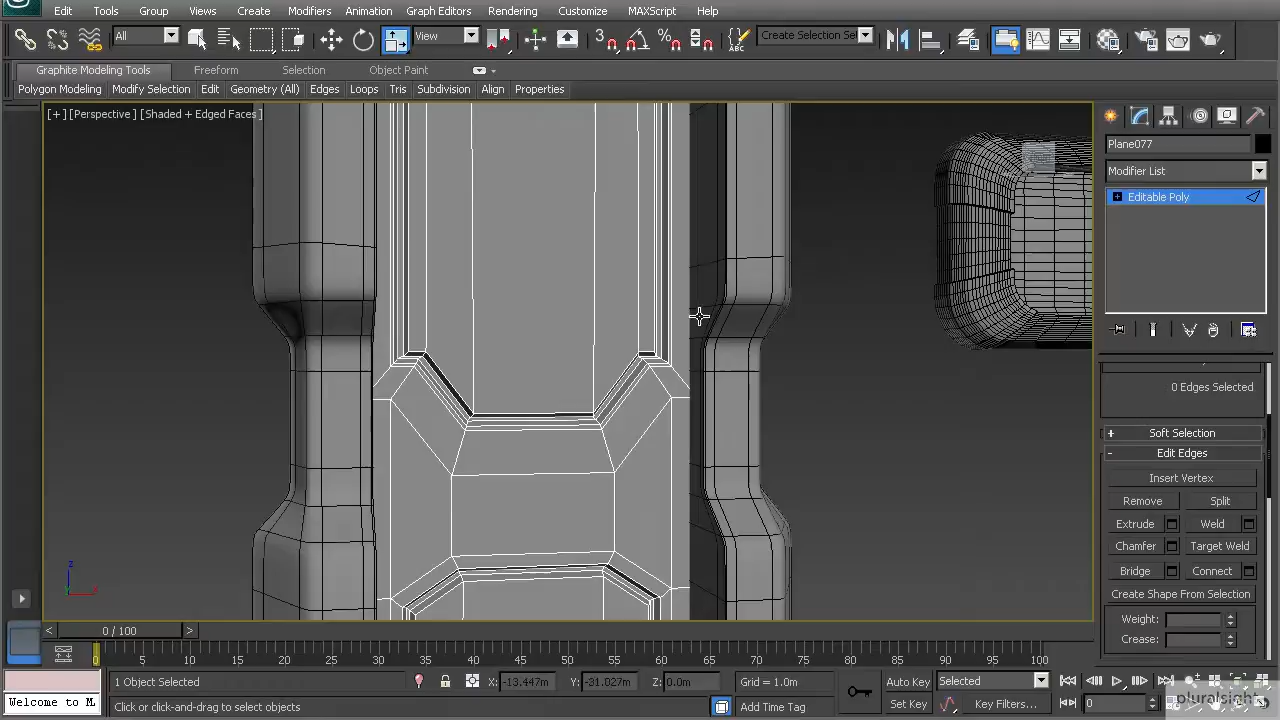 Edit Tools Group Views Create Modifiers Animation Graph Editors Rendering Customize MAXScript Help
All View 3 Create Selection Se
Graphite Modeling Tools Freeform Selection Object Paint
Polygon Modeling Modify Selection Edit Geometry (All) Edges Loops Tris Subdivision Align Properties
[+] [Perspective] [Shaded + Edged Faces]
Plane077
Modifier List
Editable Poly
0 Edges Selected
+ Soft Selection
- Edit Edges
Insert Vertex
Remove Split
Extrude Weld
Chamfer Target Weld
Bridge Connect
Create Shape From Selection
Weight:
Crease:
z
x
< 0 / 100 >
0 5 10 15 20 25 30 35 40 45 50 55 60 65 70 75 80 85 90 95 100
1 Object Selected X: -13.447m Y: -31.027m Z: 0.0m Grid = 1.0m Auto Key Selected
Welcome to M Click or click-and-drag to select objects Add Time Tag Set Key Key Filters... 0
pluralsight